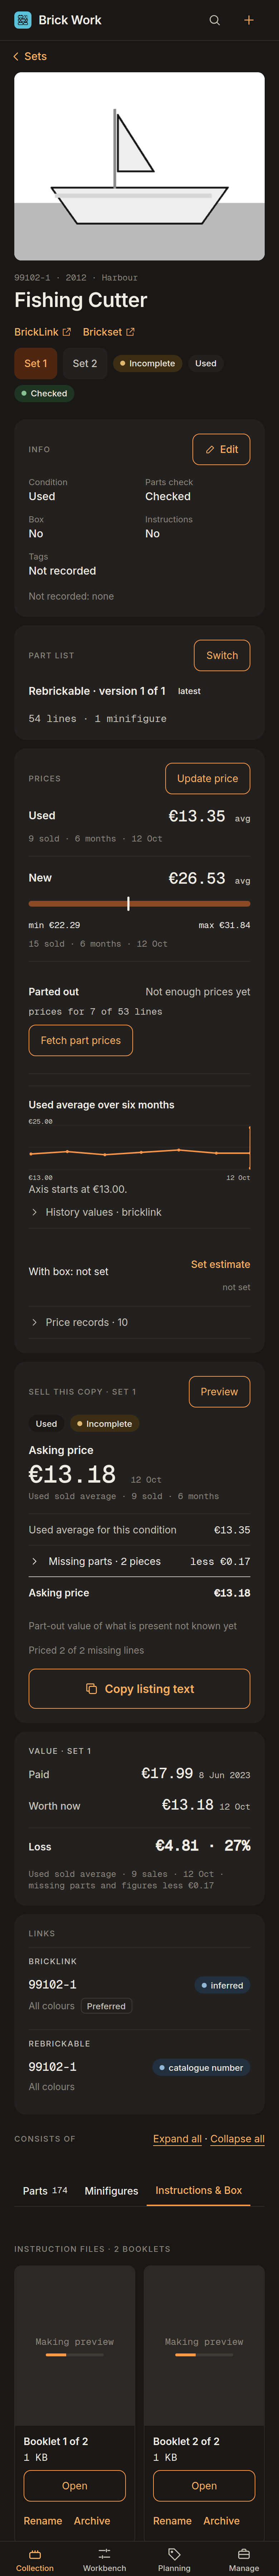 Brick Work
Sets
99102-1 · 2012 · Harbour
Fishing Cutter
BrickLink Brickset
Set 1 Set 2 Incomplete Used
Checked
INFO Edit
Condition Parts check
Used Checked
Box Instructions
No No
Tags
Not recorded
Not recorded: none
PART LIST Switch
Rebrickable · version 1 of 1 latest
54 lines · 1 minifigure
PRICES Update price
Used €13.35 avg
9 sold · 6 months · 12 Oct
New €26.53 avg
min €22.29 max €31.84
15 sold · 6 months · 12 Oct
Parted out Not enough prices yet
prices for 7 of 53 lines
Fetch part prices
Used average over six months
€25.00
€13.00 12 Oct
Axis starts at €13.00.
History values · bricklink
Set estimate
With box: not set
not set
Price records · 10
SELL THIS COPY · SET 1 Preview
Used Incomplete
Asking price
€13.18 12 Oct
Used sold average · 9 sold · 6 months
Used average for this condition €13.35
Missing parts · 2 pieces less €0.17
Asking price €13.18
Part-out value of what is present not known yet
Priced 2 of 2 missing lines
Copy listing text
VALUE · SET 1
Paid €17.99 8 Jun 2023
Worth now €13.18 12 Oct
Loss €4.81 · 27%
Used sold average · 9 sales · 12 Oct ·
missing parts and figures less €0.17
LINKS
BRICKLINK
99102-1 inferred
All colours Preferred
REBRICKABLE
99102-1 catalogue number
All colours
CONSISTS OF Expand all · Collapse all
Parts 174 Minifigures Instructions & Box
INSTRUCTION FILES · 2 BOOKLETS
Making preview Making preview
Booklet 1 of 2 Booklet 2 of 2
1 KB 1 KB
Open Open
Rename Archive Rename Archive
Collection Workbench Planning Manage